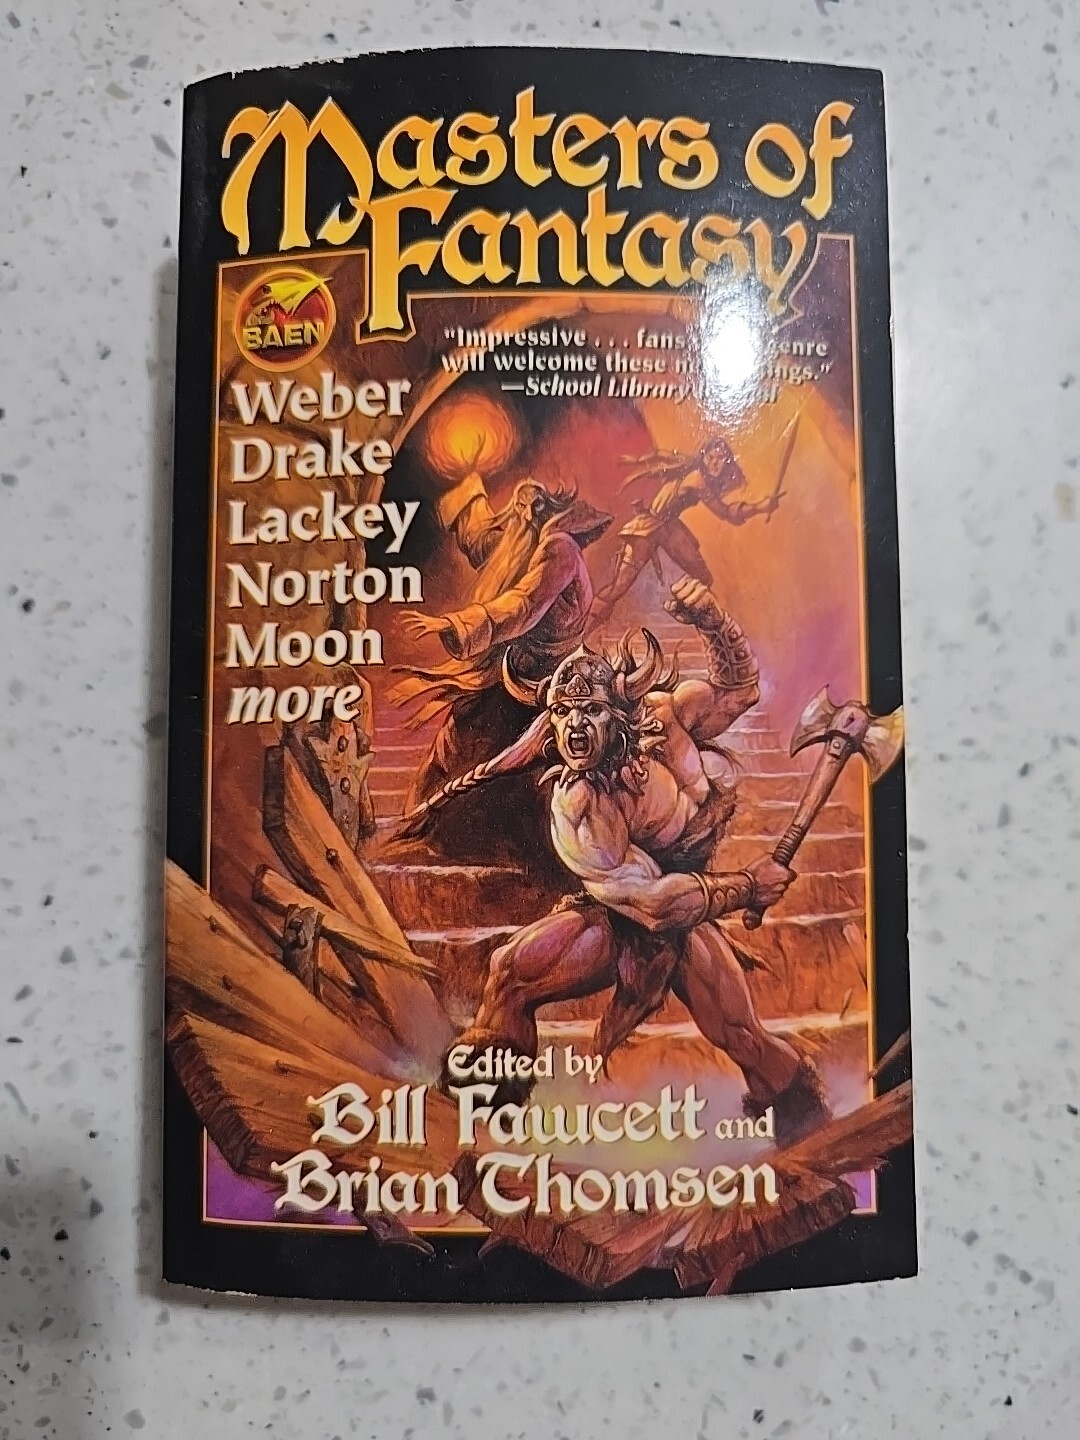 Masters of
Fantasy
BAEN
"Impressive ... fans genre
will welcome these
—School Library
Weber
Drake
Lackey
Norton
Moon
more
Edited by
Bill Fawcett and
Brian Thomsen